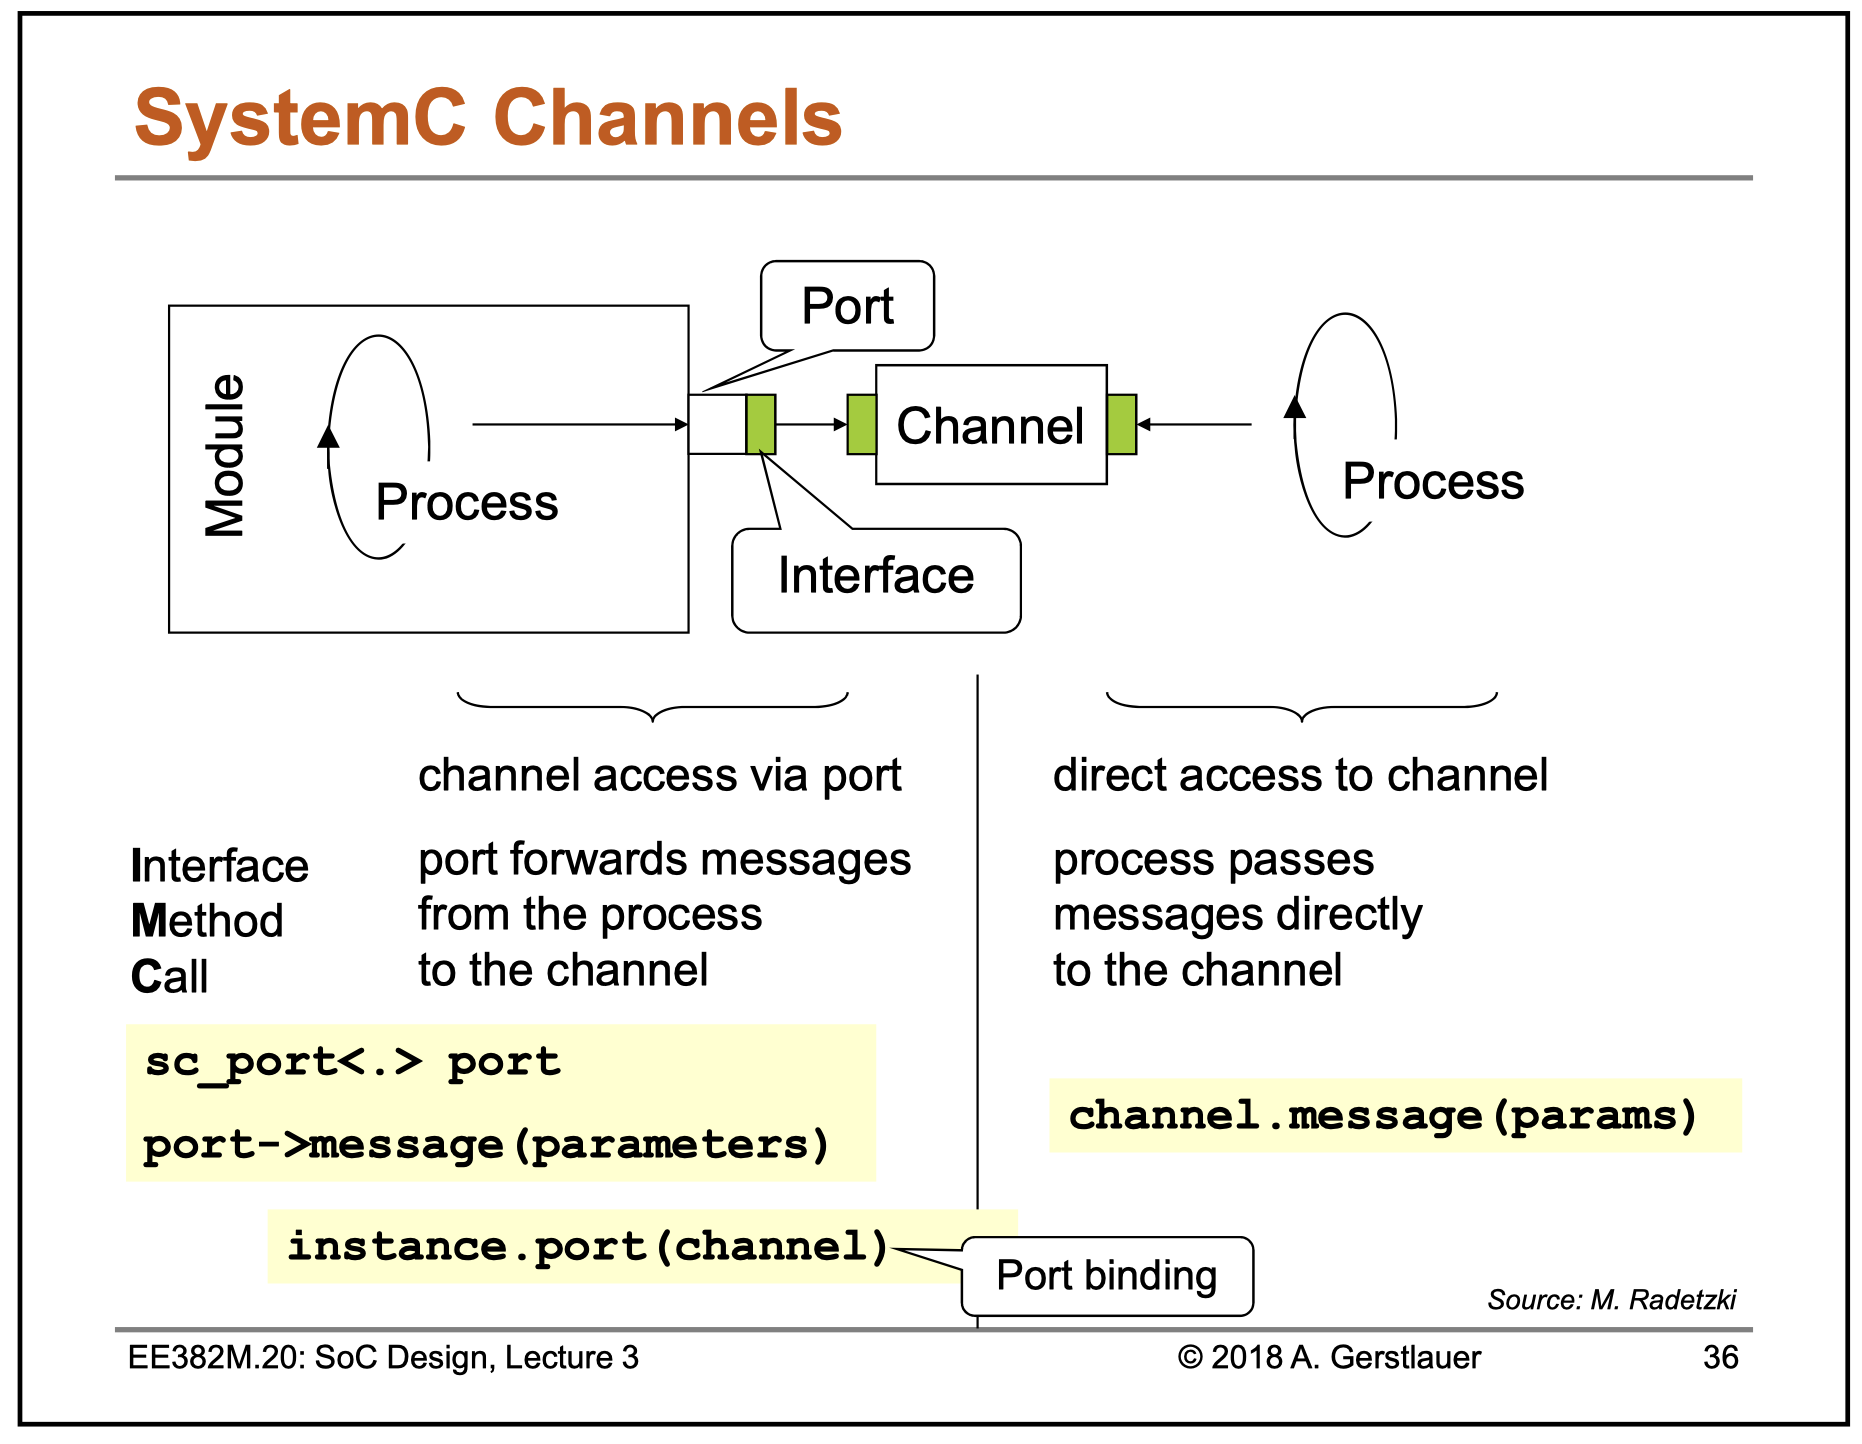 SystemC Channels
Port
Module
Process
Channel
Process
Interface
channel access via port
direct access to channel
Interface
Method
Call
port forwards messages
from the process
to the channel
process passes
messages directly
to the channel
sc_port<.> port
port->message(parameters)
channel.message(params)
instance.port(channel)
Port binding
Source: M. Radetzki
EE382M.20: SoC Design, Lecture 3
© 2018 A. Gerstlauer
36